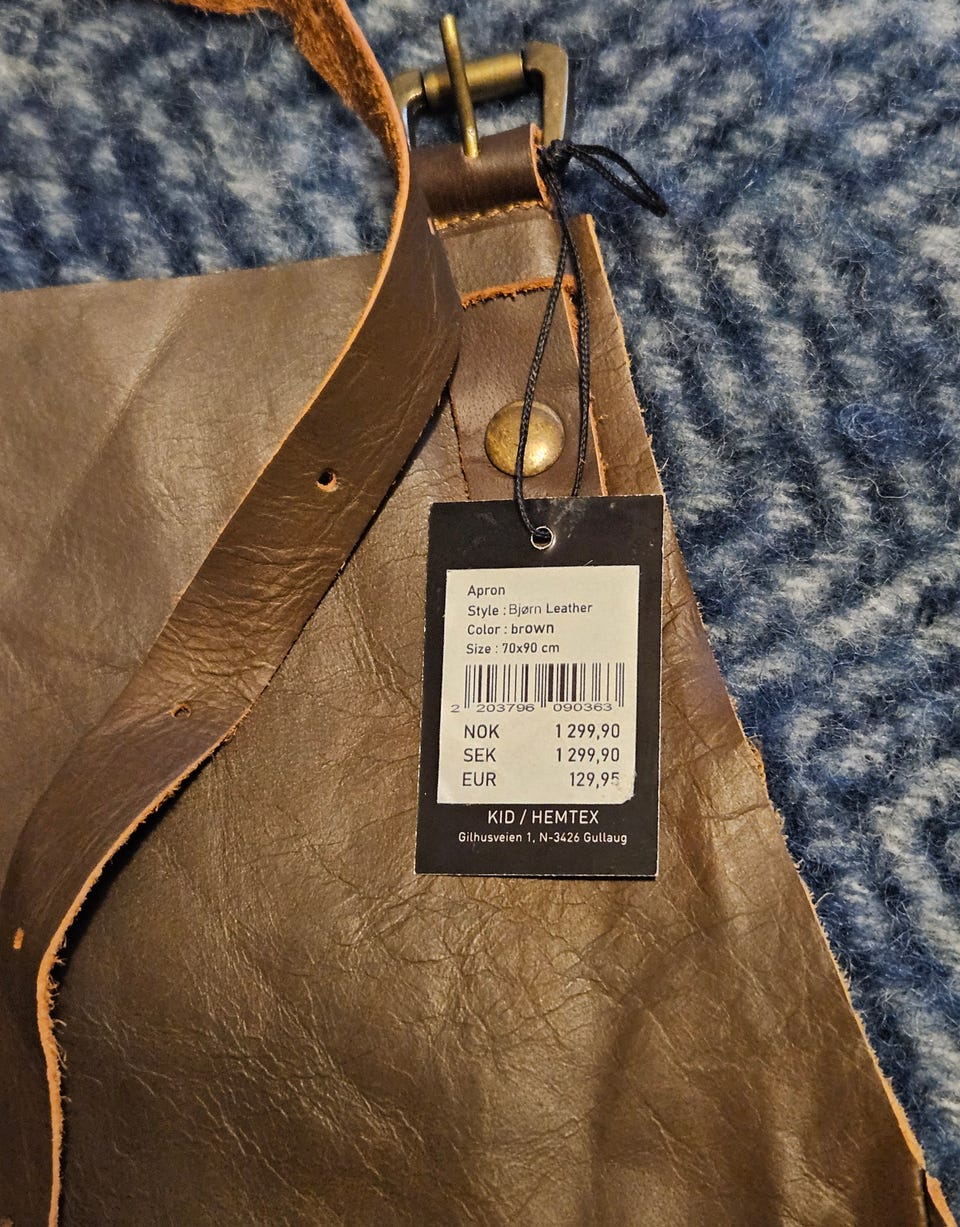 Apron
Style : Bjørn Leather
Color : brown
Size : 70x90 cm
2 203796 090363
NOK 1 299,90
SEK 1 299,90
EUR 129,95
KID / HEMTEX
Gilhusveien 1, N-3426 Gullaug